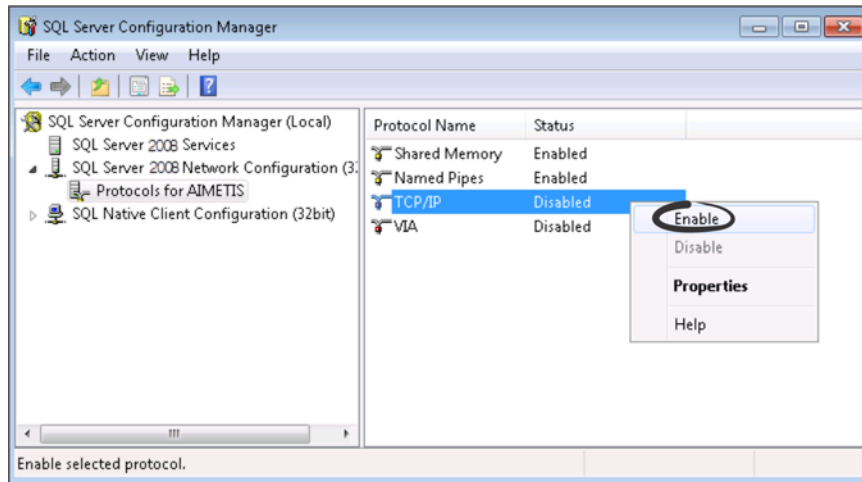 SQL Server Configuration Manager
File Action View Help
SQL Server Configuration Manager (Local)
SQL Server 2008 Services
SQL Server 2008 Network Configuration (3
Protocols for AIMETIS
SQL Native Client Configuration (32bit)
Protocol Name Status
Shared Memory Enabled
Named Pipes Enabled
TCP/IP Disabled
VIA Disabled
Enable
Disable
Properties
Help
Enable selected protocol.